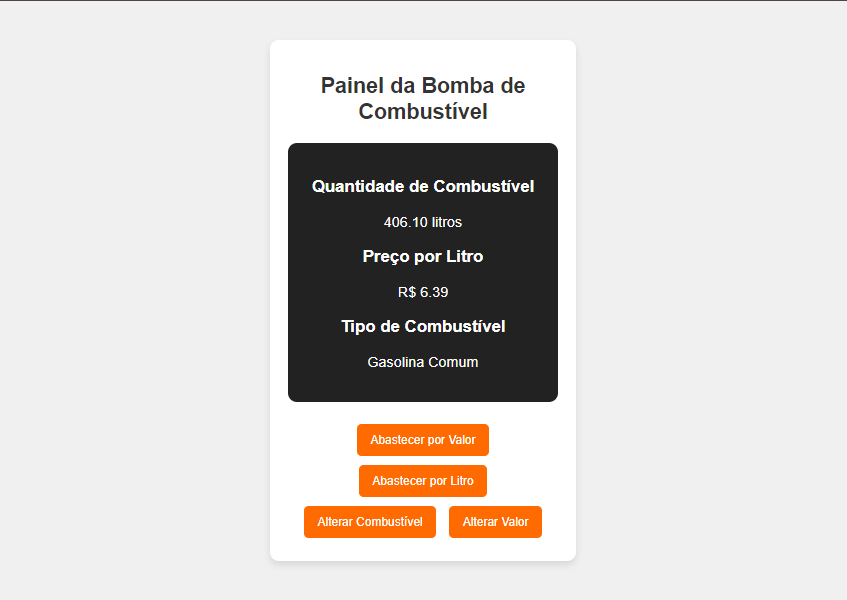 Painel da Bomba de
Combustível
Quantidade de Combustível
406.10 litros
Preço por Litro
R$ 6.39
Tipo de Combustível
Gasolina Comum
Abastecer por Valor
Abastecer por Litro
Alterar Combustível
Alterar Valor